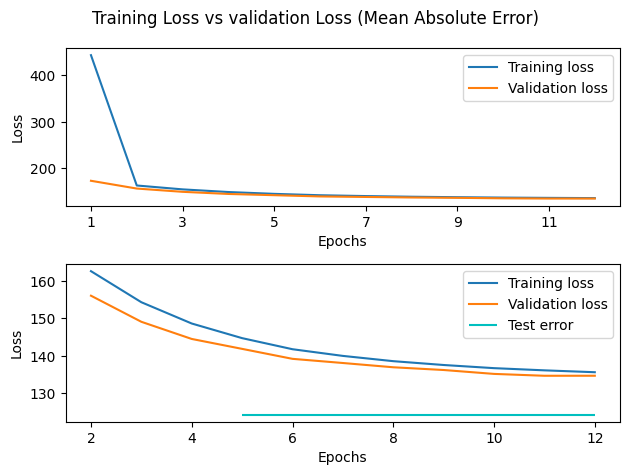 Training Loss vs validation Loss (Mean Absolute Error)
400
300
200
Loss
Training loss
Validation loss
1 3 5 7 9 11
Epochs
160
150
140
130
Loss
Training loss
Validation loss
Test error
2 4 6 8 10 12
Epochs